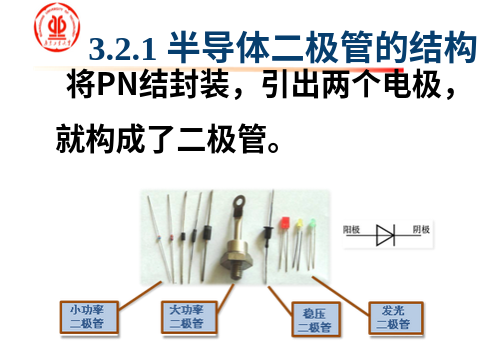 3.2.1 半导体二极管的结构
将PN结封装，引出两个电极，
就构成了二极管。
阳极 阴极
小功率
二极管
大功率
二极管
稳压
二极管
发光
二极管